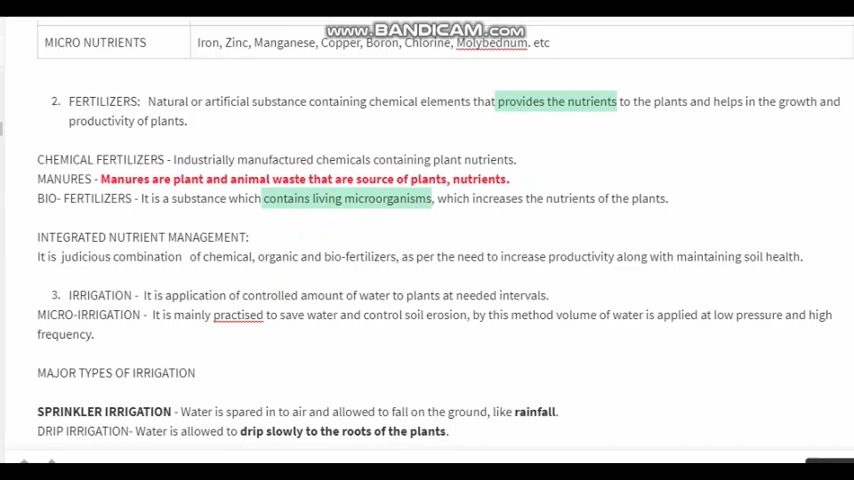 www.BANDICAM.com
MICRO NUTRIENTS Iron, Zinc, Manganese, Copper, Boron, Chlorine, Molybednum. etc
2. FERTILIZERS: Natural or artificial substance containing chemical elements that provides the nutrients to the plants and helps in the growth and
productivity of plants.
CHEMICAL FERTILIZERS - Industrially manufactured chemicals containing plant nutrients.
MANURES - Manures are plant and animal waste that are source of plants, nutrients.
BIO- FERTILIZERS - It is a substance which contains living microorganisms, which increases the nutrients of the plants.
INTEGRATED NUTRIENT MANAGEMENT:
It is judicious combination of chemical, organic and bio-fertilizers, as per the need to increase productivity along with maintaining soil health.
3. IRRIGATION - It is application of controlled amount of water to plants at needed intervals.
MICRO-IRRIGATION - It is mainly practised to save water and control soil erosion, by this method volume of water is applied at low pressure and high
frequency.
MAJOR TYPES OF IRRIGATION
SPRINKLER IRRIGATION - Water is spared in to air and allowed to fall on the ground, like rainfall.
DRIP IRRIGATION- Water is allowed to drip slowly to the roots of the plants.